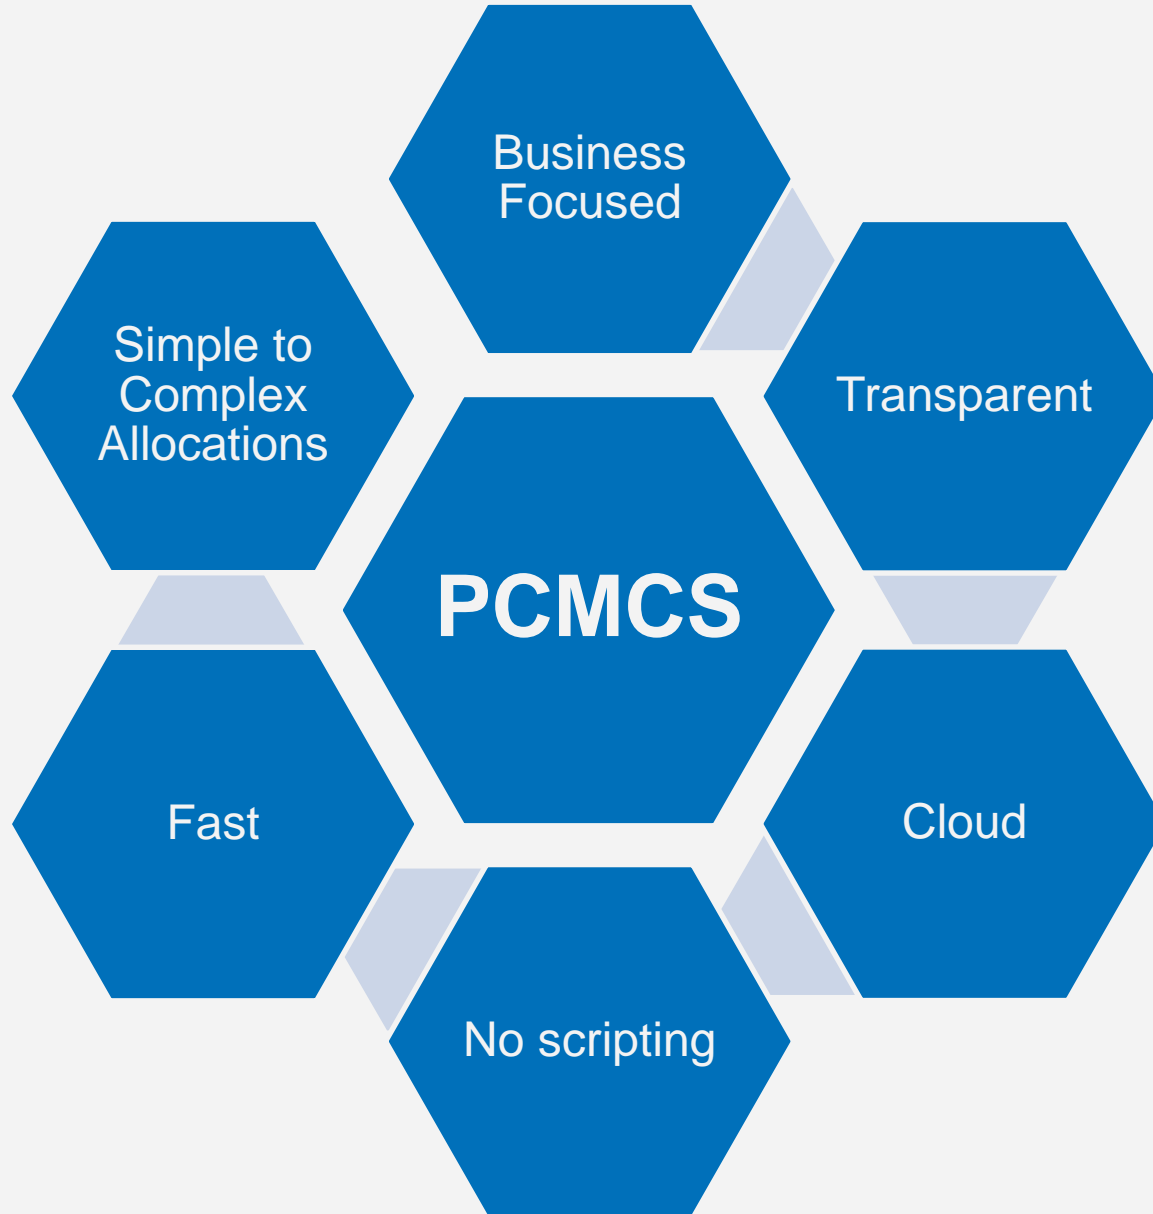 Business
Focused
Transparent
Cloud
No scripting
Fast
Simple to
Complex
Allocations
PCMCS